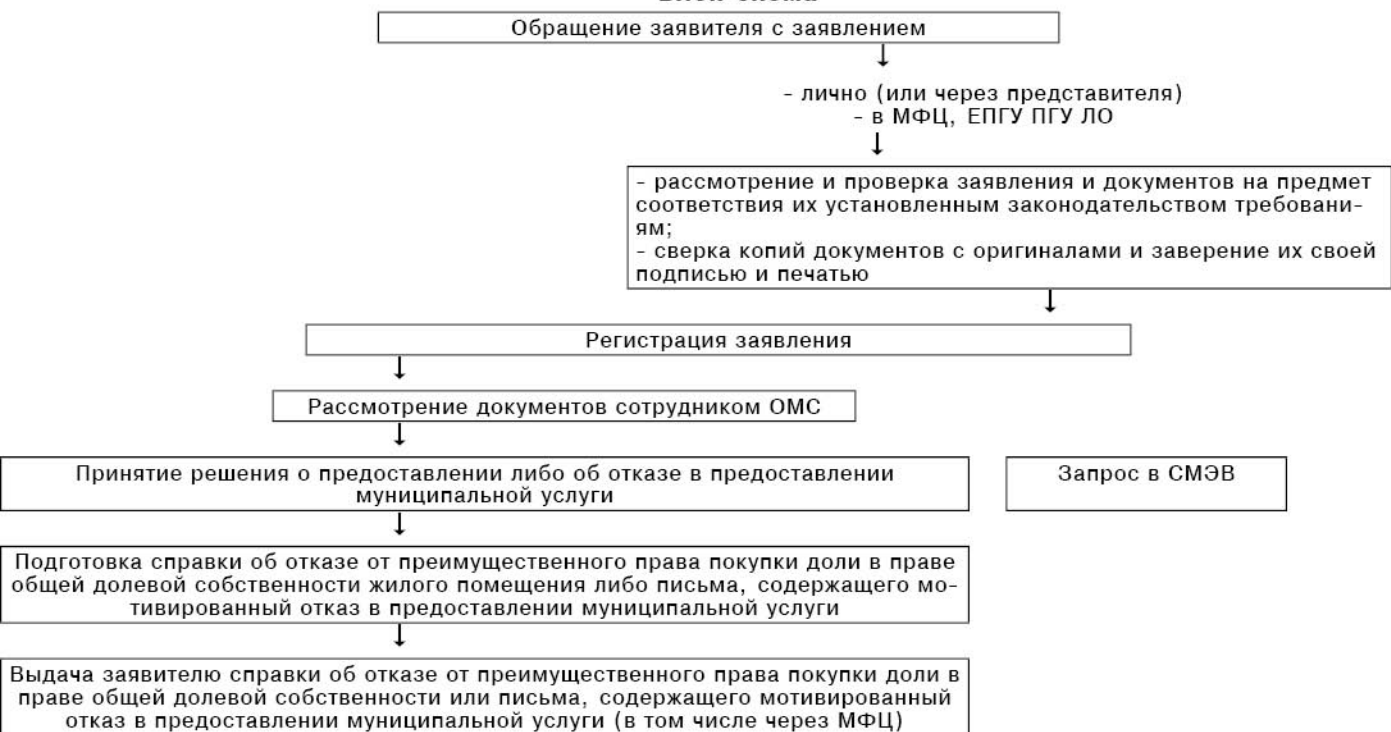 Обращение заявителя с заявлением
- лично (или через представителя)
- в МФЦ, ЕПГУ ПГУ ЛО
- рассмотрение и проверка заявления и документов на предмет
соответствия их установленным законодательством требовани-
ям;
- сверка копий документов с оригиналами и заверение их своей
подписью и печатью
Регистрация заявления
Рассмотрение документов сотрудником ОМС
Принятие решения о предоставлении либо об отказе в предоставлении
муниципальной услуги
Запрос в СМЭВ
Подготовка справки об отказе от преимущественного права покупки доли в праве
общей долевой собственности жилого помещения либо письма, содержащего мо-
тивированный отказ в предоставлении муниципальной услуги
Выдача заявителю справки об отказе от преимущественного права покупки доли в
праве общей долевой собственности или письма, содержащего мотивированный
отказ в предоставлении муниципальной услуги (в том числе через МФЦ)